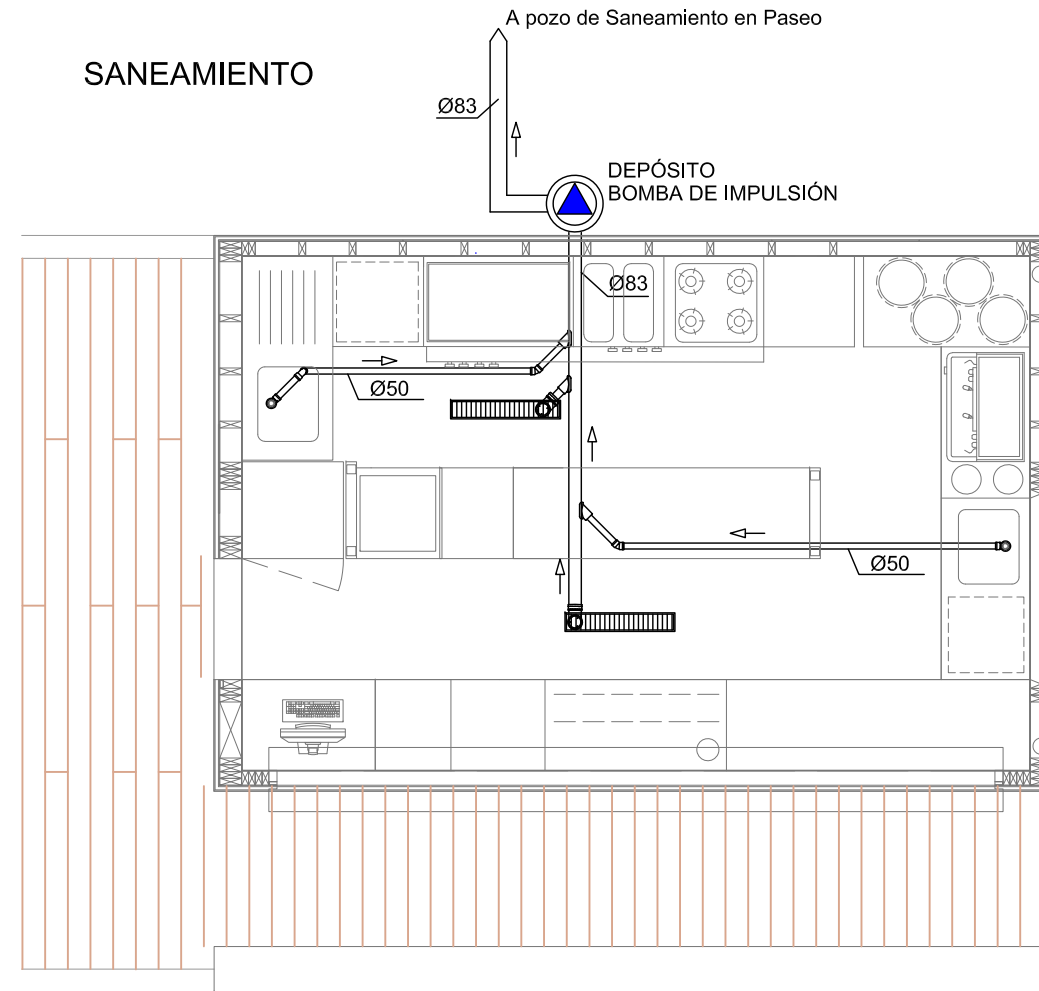 A pozo de Saneamiento en Paseo
SANEAMIENTO
Ø83
DEPÓSITO
BOMBA DE IMPULSIÓN
Ø83
Ø50
Ø50